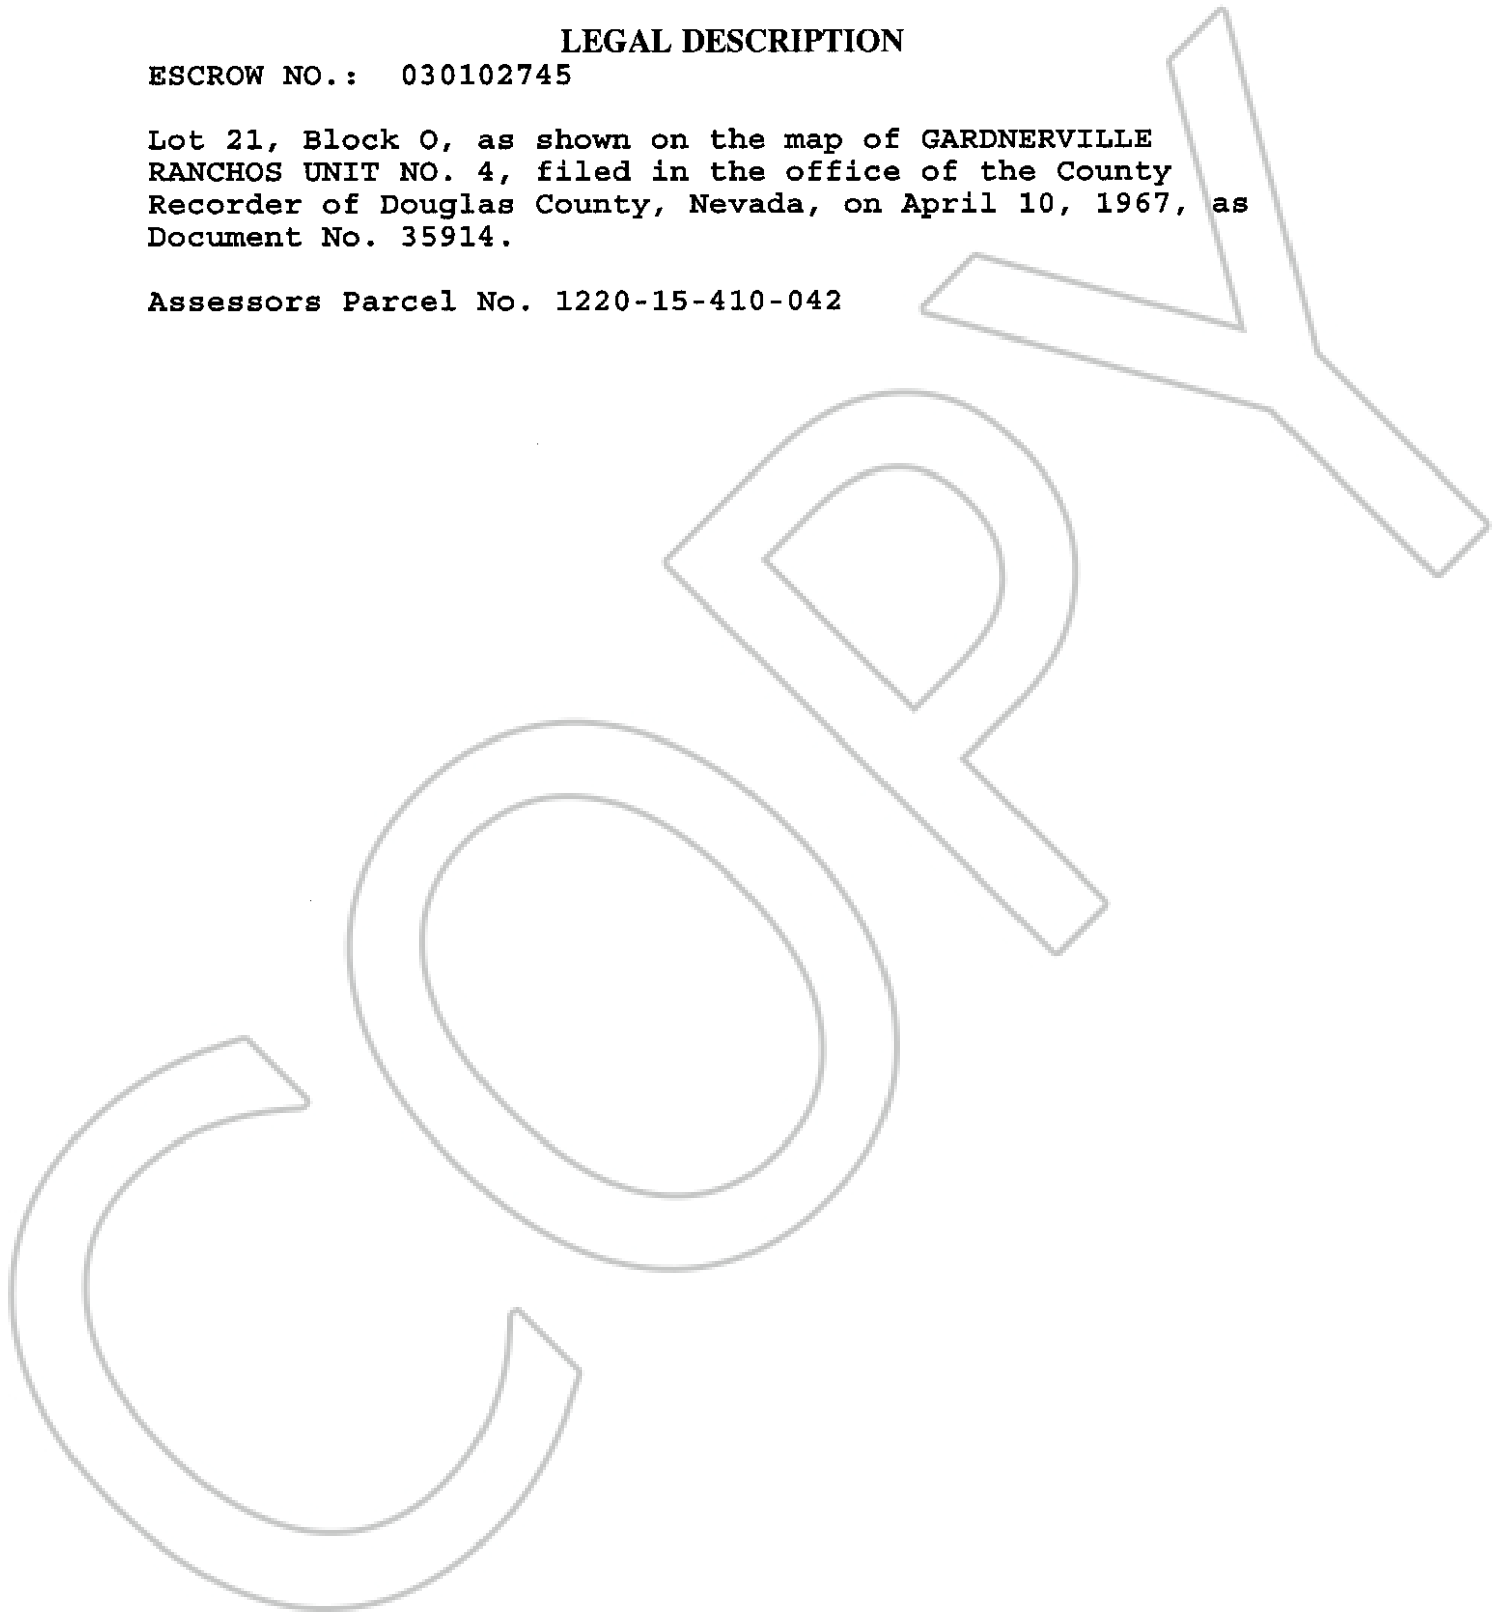 LEGAL DESCRIPTION
ESCROW NO.: 030102745
Lot 21, Block O, as shown on the map of GARDNERVILLE
RANCHOS UNIT NO. 4, filed in the office of the County
Recorder of Douglas County, Nevada, on April 10, 1967, as
Document No. 35914.
Assessors Parcel No. 1220-15-410-042
COPY